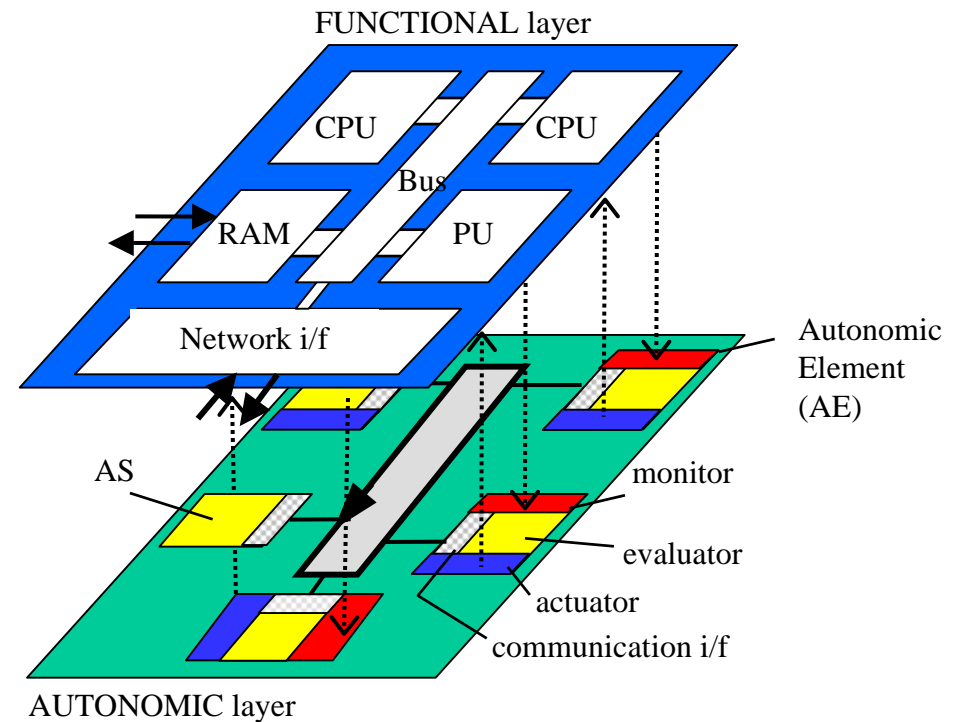 FUNCTIONAL layer
CPU
CPU
Bus
RAM
PU
Network i/f
Autonomic
Element
(AE)
AS
monitor
evaluator
actuator
communication i/f
AUTONOMIC layer